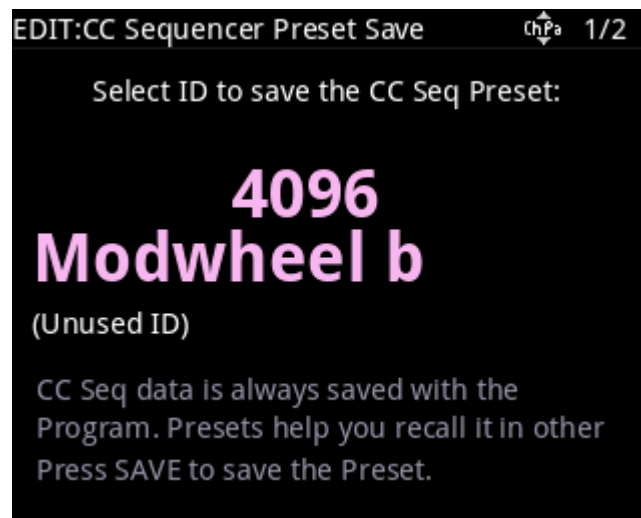 EDIT:CC Sequencer Preset Save ChPa 1/2
Select ID to save the CC Seq Preset:
4096
Modwheel b
(Unused ID)
CC Seq data is always saved with the
Program. Presets help you recall it in other
Press SAVE to save the Preset.